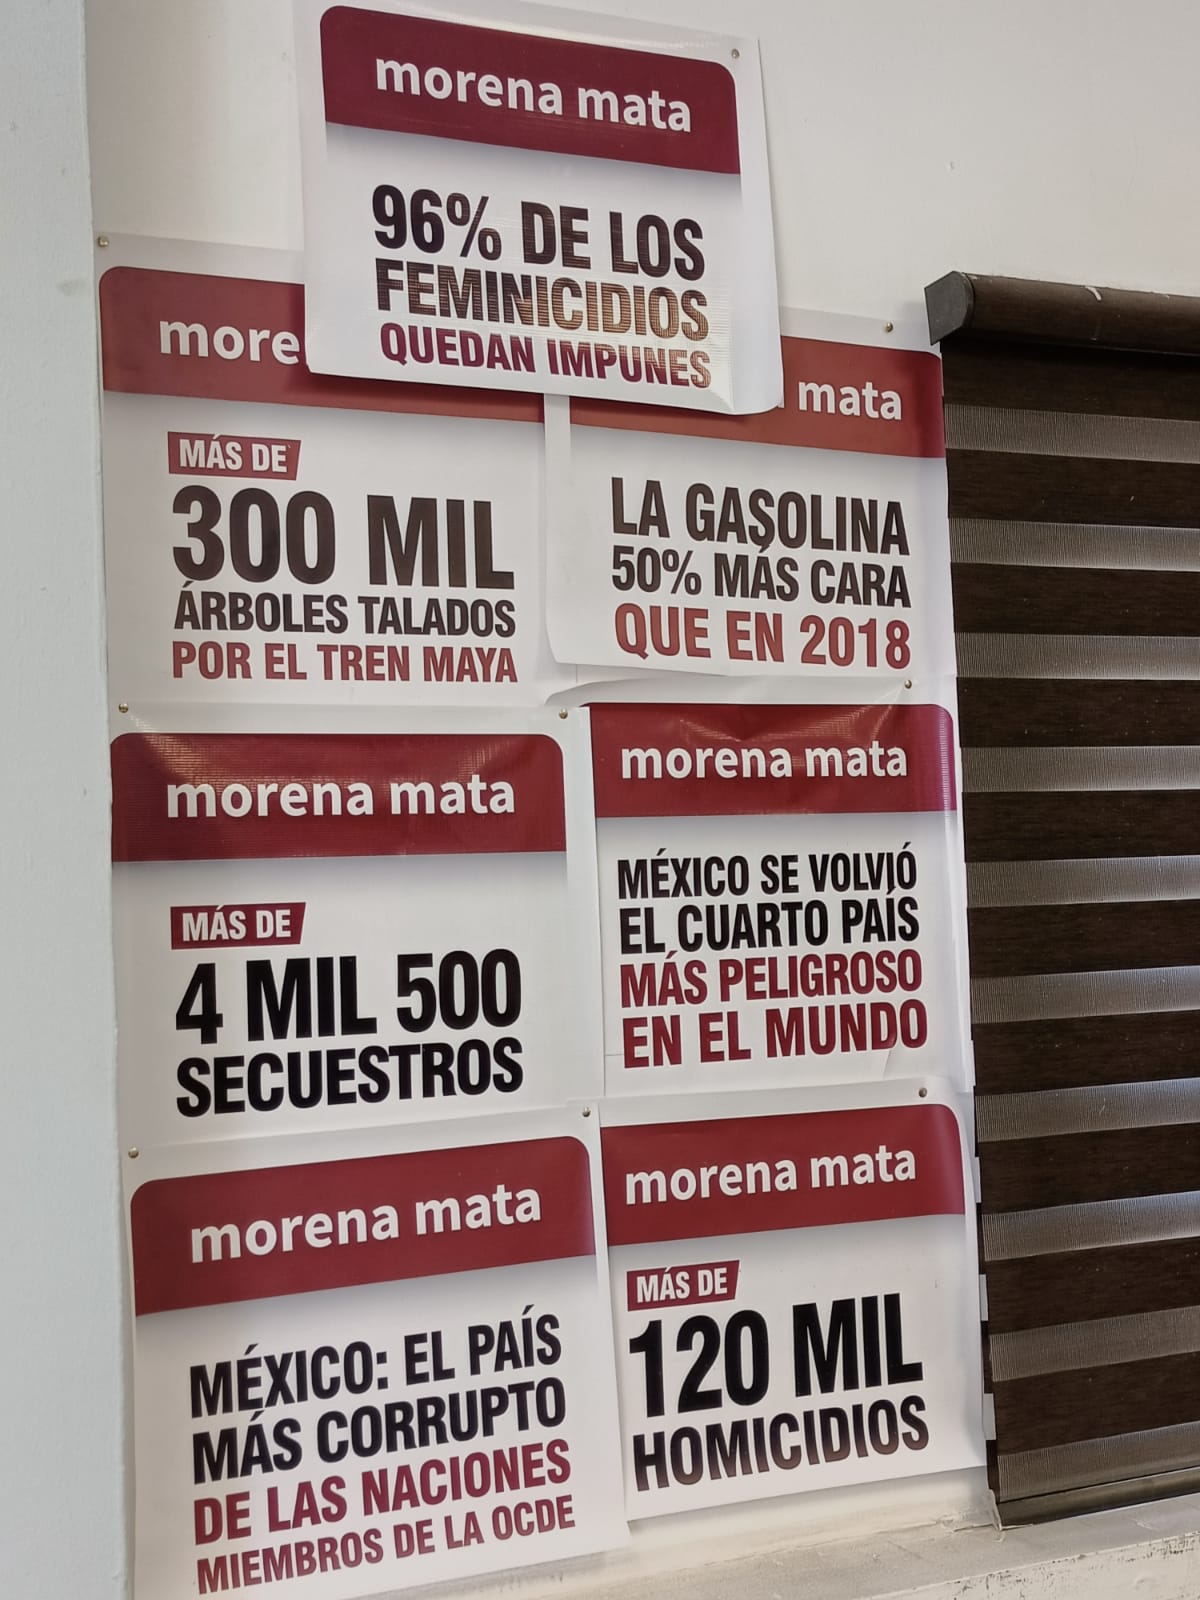 morena mata
96% DE LOS
FEMINICIDIOS
QUEDAN IMPUNES
more
MÁS DE
300 MIL
ÁRBOLES TALADOS
POR EL TREN MAYA
mata
LA GASOLINA
50% MÁS CARA
QUE EN 2018
morena mata
MÁS DE
4 MIL 500
SECUESTROS
morena mata
MÉXICO SE VOLVIÓ
EL CUARTO PAÍS
MÁS PELIGROSO
EN EL MUNDO
morena mata
MÉXICO: EL PAÍS
MÁS CORRUPTO
DE LAS NACIONES
MIEMBROS DE LA OCDE
morena mata
MÁS DE
120 MIL
HOMICIDIOS